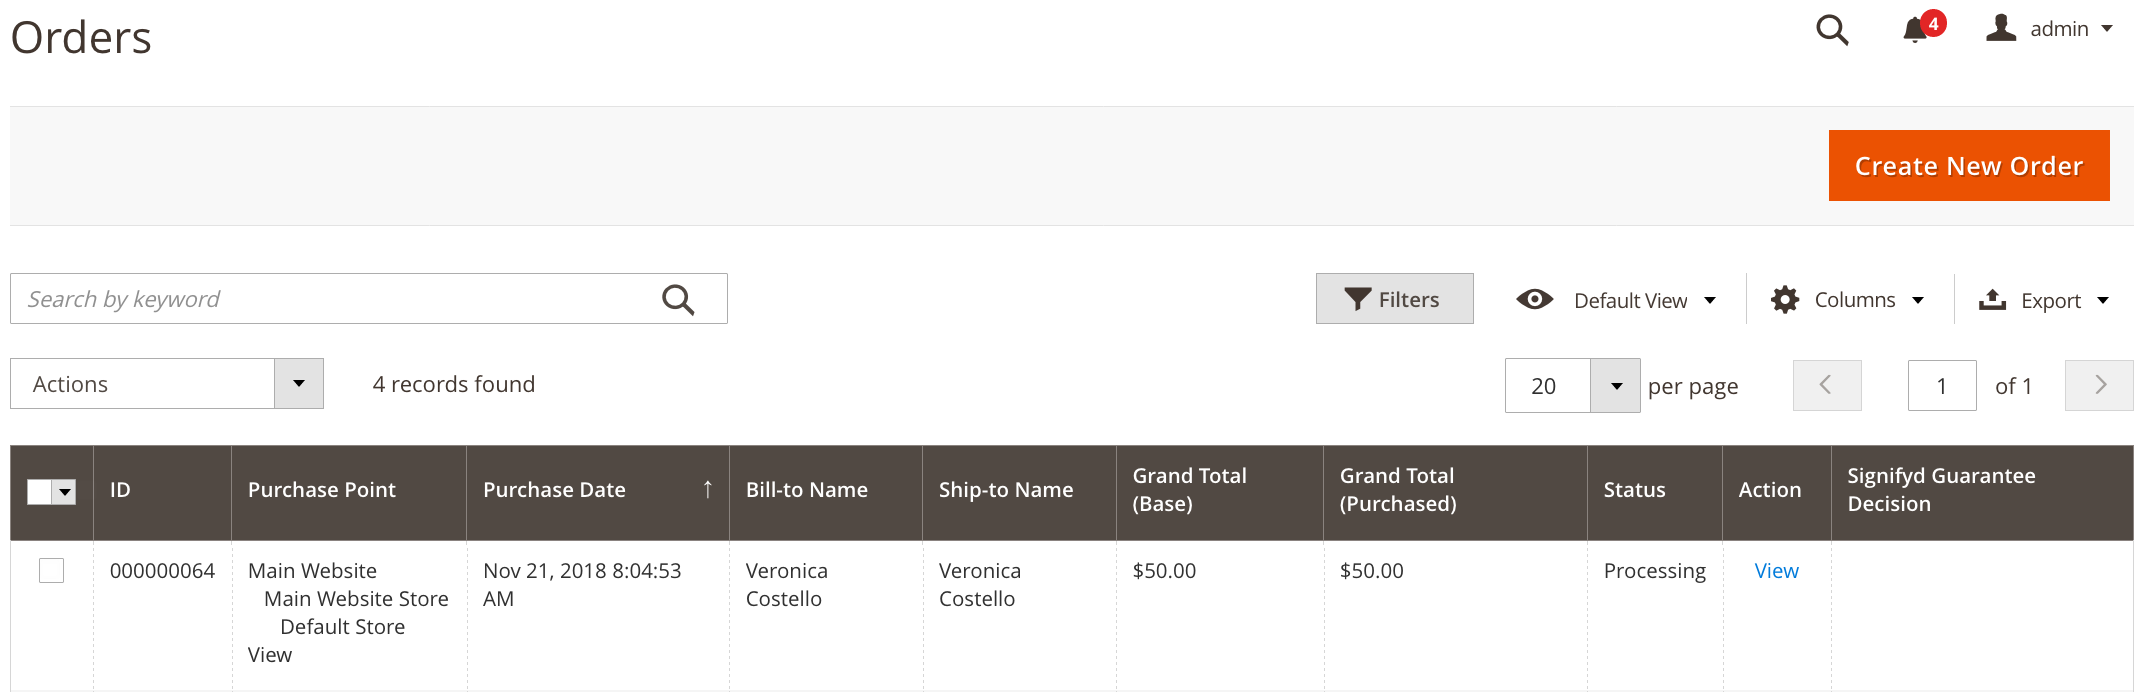 Orders
4
admin
Create New Order
Search by keyword
Filters
Default View
Columns
Export
Actions
4 records found
20
per page
1
of 1
ID
Purchase Point
Purchase Date ↑
Bill-to Name
Ship-to Name
Grand Total
(Base)
Grand Total
(Purchased)
Status
Action
Signifyd Guarantee
Decision
000000064
Main Website
Main Website Store
Default Store
View
Nov 21, 2018 8:04:53
AM
Veronica
Costello
Veronica
Costello
$50.00
$50.00
Processing
View